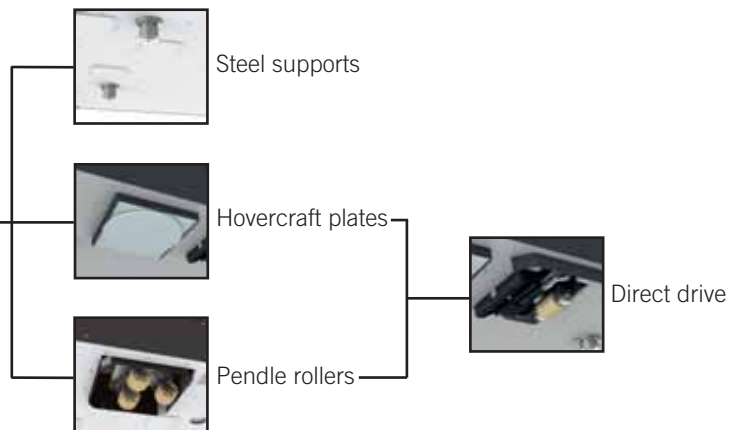 Steel supports
Hovercraft plates
Direct drive
Pendle rollers